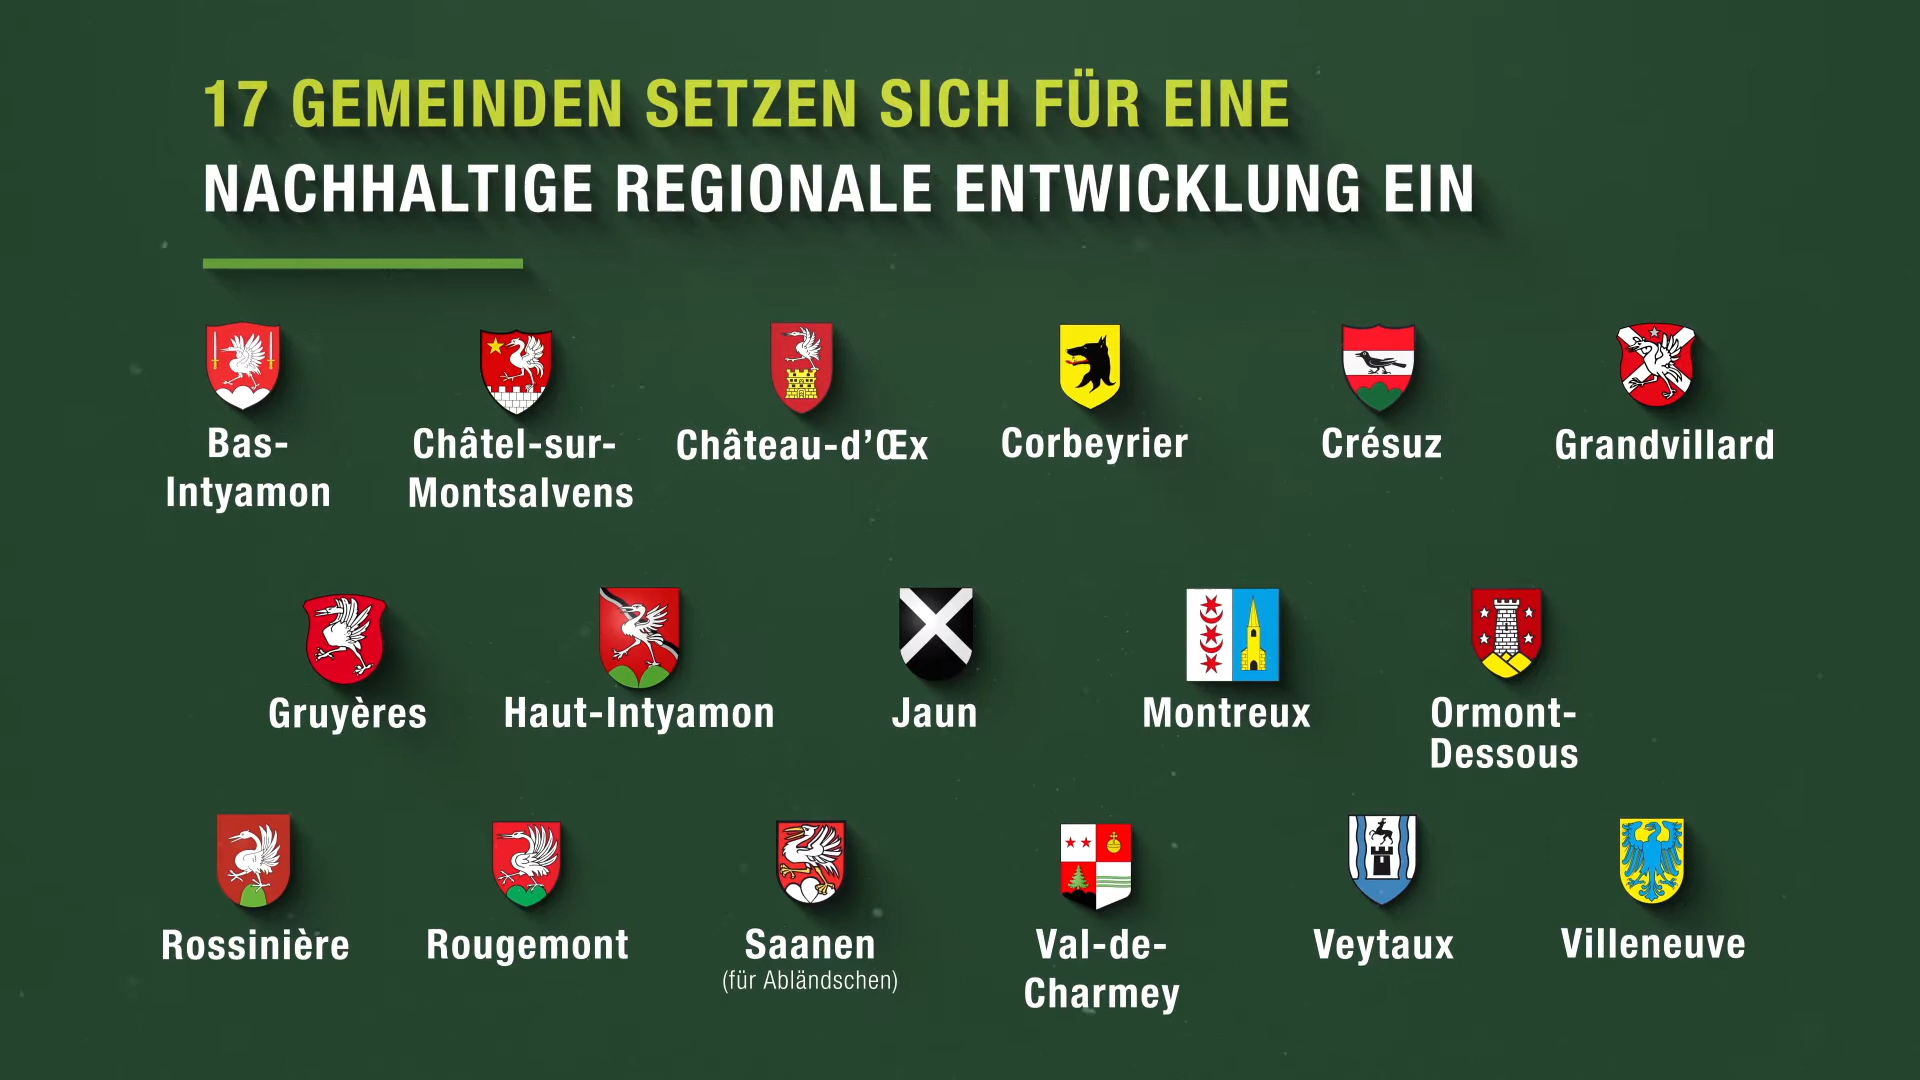 17 GEMEINDEN SETZEN SICH FÜR EINE
NACHHALTIGE REGIONALE ENTWICKLUNG EIN
Bas-
Intyamon
Châtel-sur-
Montsalvens
Château-d’Œx
Corbeyrier
Crésuz
Grandvillard
Gruyères
Haut-Intyamon
Jaun
Montreux
Ormont-
Dessous
Rossinière
Rougemont
Saanen
(für Abländschen)
Val-de-
Charmey
Veytaux
Villeneuve